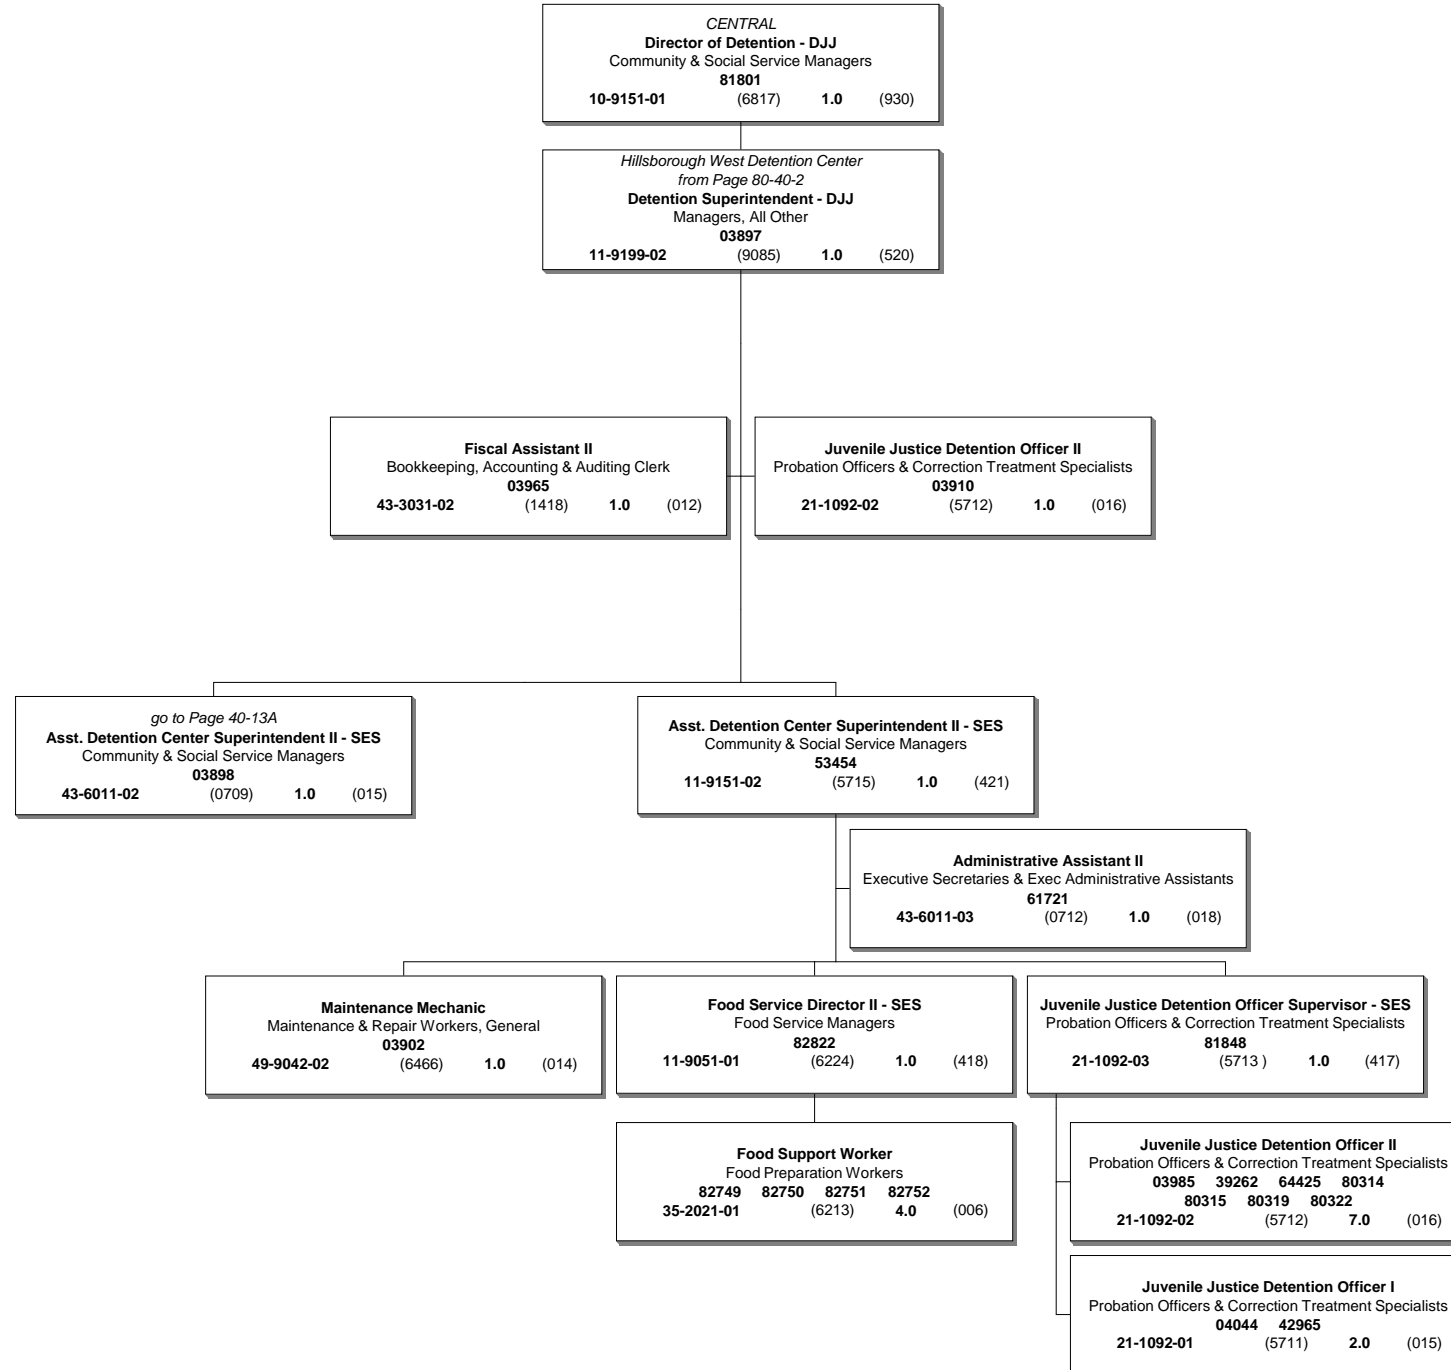 CENTRAL
Director of Detention - DJJ
Community & Social Service Managers
81801
10-9151-01 (6817) 1.0 (930)
Hillsborough West Detention Center
from Page 80-40-2
Detention Superintendent - DJJ
Managers, All Other
03897
11-9199-02 (9085) 1.0 (520)
Fiscal Assistant II
Bookkeeping, Accounting & Auditing Clerk
03965
43-3031-02 (1418) 1.0 (012)
Juvenile Justice Detention Officer II
Probation Officers & Correction Treatment Specialists
03910
21-1092-02 (5712) 1.0 (016)
go to Page 40-13A
Asst. Detention Center Superintendent II - SES
Community & Social Service Managers
03898
43-6011-02 (0709) 1.0 (015)
Asst. Detention Center Superintendent II - SES
Community & Social Service Managers
53454
11-9151-02 (5715) 1.0 (421)
Administrative Assistant II
Executive Secretaries & Exec Administrative Assistants
61721
43-6011-03 (0712) 1.0 (018)
Maintenance Mechanic
Maintenance & Repair Workers, General
03902
49-9042-02 (6466) 1.0 (014)
Food Service Director II - SES
Food Service Managers
82822
11-9051-01 (6224) 1.0 (418)
Juvenile Justice Detention Officer Supervisor - SES
Probation Officers & Correction Treatment Specialists
81848
21-1092-03 (5713 ) 1.0 (417)
Food Support Worker
Food Preparation Workers
82749 82750 82751 82752
35-2021-01 (6213) 4.0 (006)
Juvenile Justice Detention Officer II
Probation Officers & Correction Treatment Specialists
03985 39262 64425 80314
80315 80319 80322
21-1092-02 (5712) 7.0 (016)
Juvenile Justice Detention Officer I
Probation Officers & Correction Treatment Specialists
04044 42965
21-1092-01 (5711) 2.0 (015)